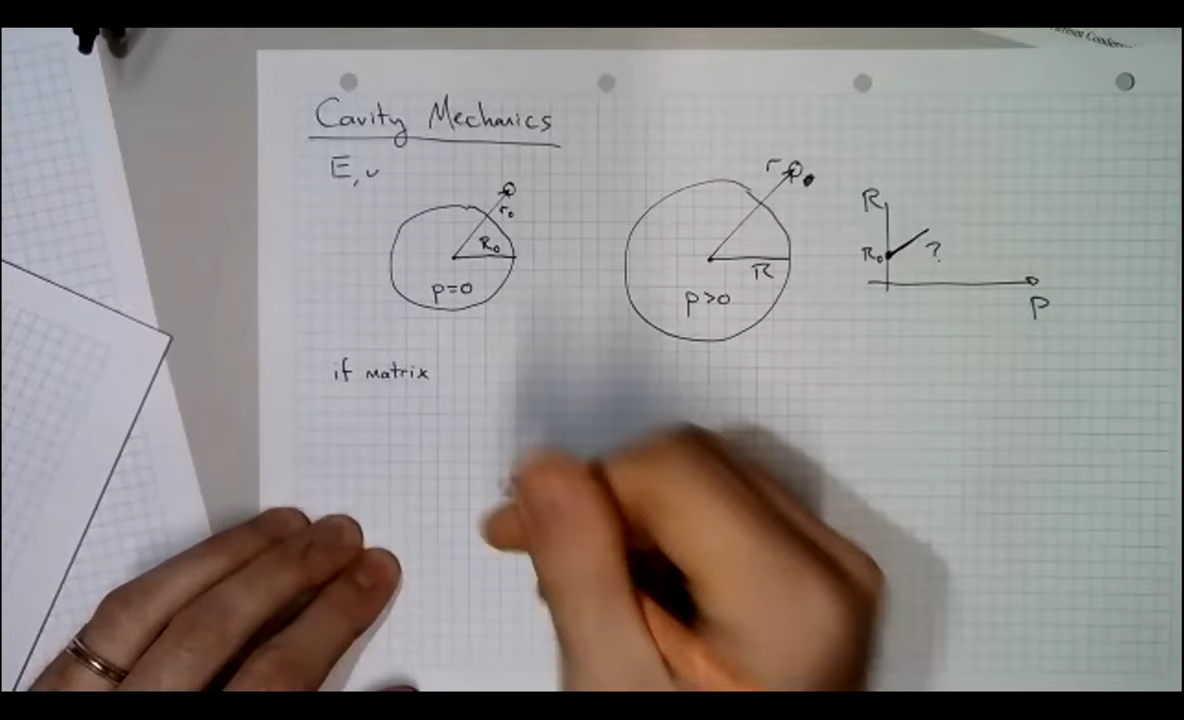 Cavity Mechanics
E, ν
r₀
R₀
p=0
r
R
p>0
R
R₀
?
p
if matrix